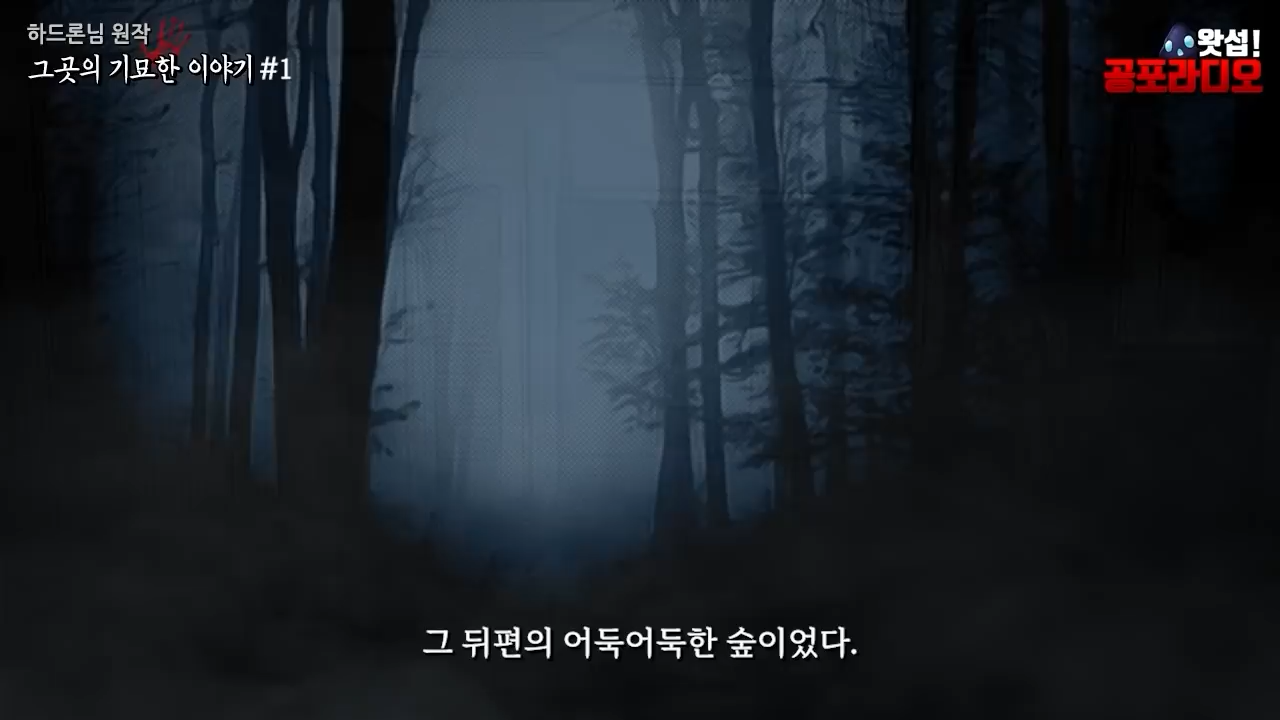 하드론님 원작
그곳의 기묘한 이야기 #1
왓섭!
공포라디오
그 뒤편의 어둑어둑한 숲이었다.